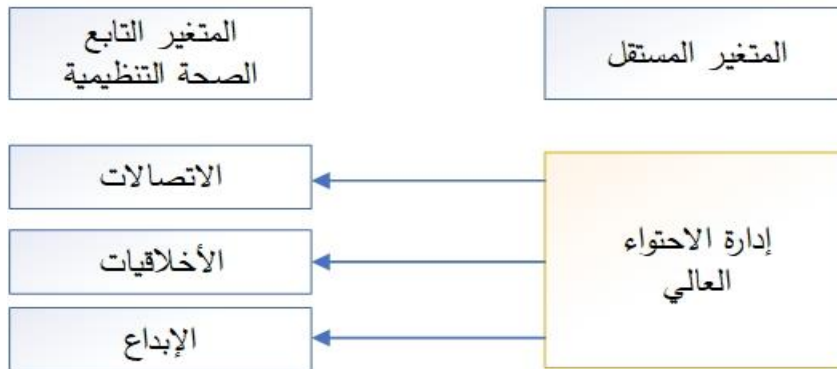 المتغير المستقل
المتغير التابع
الصحة التنظيمية
إدارة الاحتواء
العالي
الاتصالات
الأخلاقيات
الإبداع